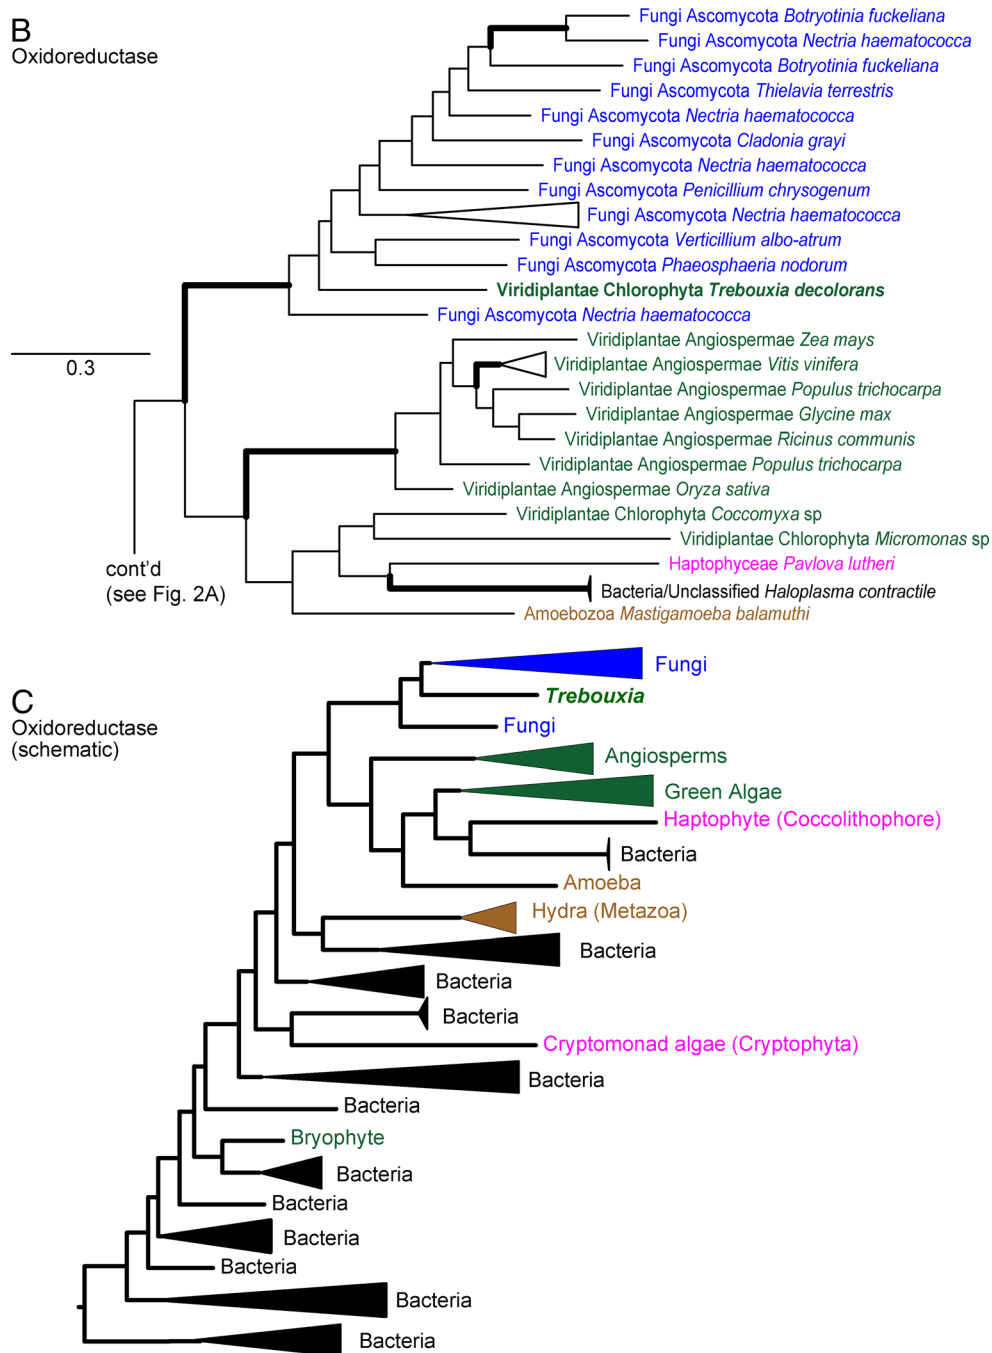 B
Oxidoreductase
Fungi Ascomycota Botryotinia fuckeliana
Fungi Ascomycota Nectria haematococca
Fungi Ascomycota Botryotinia fuckeliana
Fungi Ascomycota Thielavia terrestris
Fungi Ascomycota Nectria haematococca
Fungi Ascomycota Cladonia grayi
Fungi Ascomycota Nectria haematococca
Fungi Ascomycota Penicillium chrysogenum
Fungi Ascomycota Nectria haematococca
Fungi Ascomycota Verticillium albo-atrum
Fungi Ascomycota Phaeosphaeria nodorum
Viridiplantae Chlorophyta Trebouxia decolorans
Fungi Ascomycota Nectria haematococca
0.3
Viridiplantae Angiospermae Zea mays
Viridiplantae Angiospermae Vitis vinifera
Viridiplantae Angiospermae Populus trichocarpa
Viridiplantae Angiospermae Glycine max
Viridiplantae Angiospermae Ricinus communis
Viridiplantae Angiospermae Populus trichocarpa
Viridiplantae Angiospermae Oryza sativa
Viridiplantae Chlorophyta Coccomyxa sp
Viridiplantae Chlorophyta Micromonas sp
Haptophyceae Pavlova lutheri
Bacteria/Unclassified Haloplasma contractile
Amoebozoa Mastigamoeba balamuthi
cont'd
(see Fig. 2A)
C
Oxidoreductase
(schematic)
Fungi
Trebouxia
Fungi
Angiosperms
Green Algae
Haptophyte (Coccolithophore)
Bacteria
Amoeba
Hydra (Metazoa)
Bacteria
Bacteria
Bacteria
Cryptomonad algae (Cryptophyta)
Bacteria
Bacteria
Bryophyte
Bacteria
Bacteria
Bacteria
Bacteria
Bacteria
Bacteria